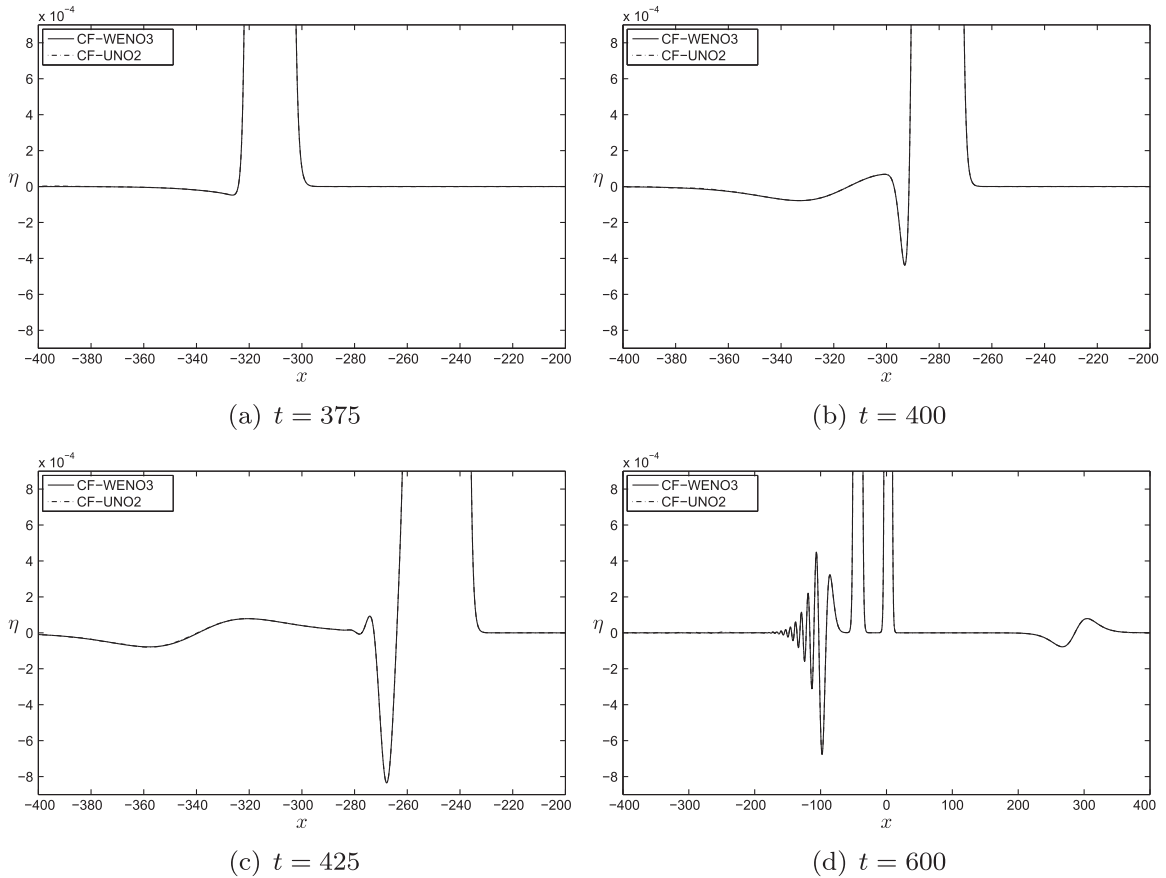 x 10⁻⁴
CF−WENO3
CF−UNO2
8
6
4
2
η 0
−2
−4
−6
−8
−400 −380 −360 −340 −320 −300 −280 −260 −240 −220 −200
x
(a) t = 375
x 10⁻⁴
CF−WENO3
CF−UNO2
8
6
4
2
η 0
−2
−4
−6
−8
−400 −380 −360 −340 −320 −300 −280 −260 −240 −220 −200
x
(b) t = 400
x 10⁻⁴
CF−WENO3
CF−UNO2
8
6
4
2
η 0
−2
−4
−6
−8
−400 −380 −360 −340 −320 −300 −280 −260 −240 −220 −200
x
(c) t = 425
x 10⁻⁴
CF−WENO3
CF−UNO2
8
6
4
2
η 0
−2
−4
−6
−8
−400 −300 −200 −100 0 100 200 300 400
x
(d) t = 600